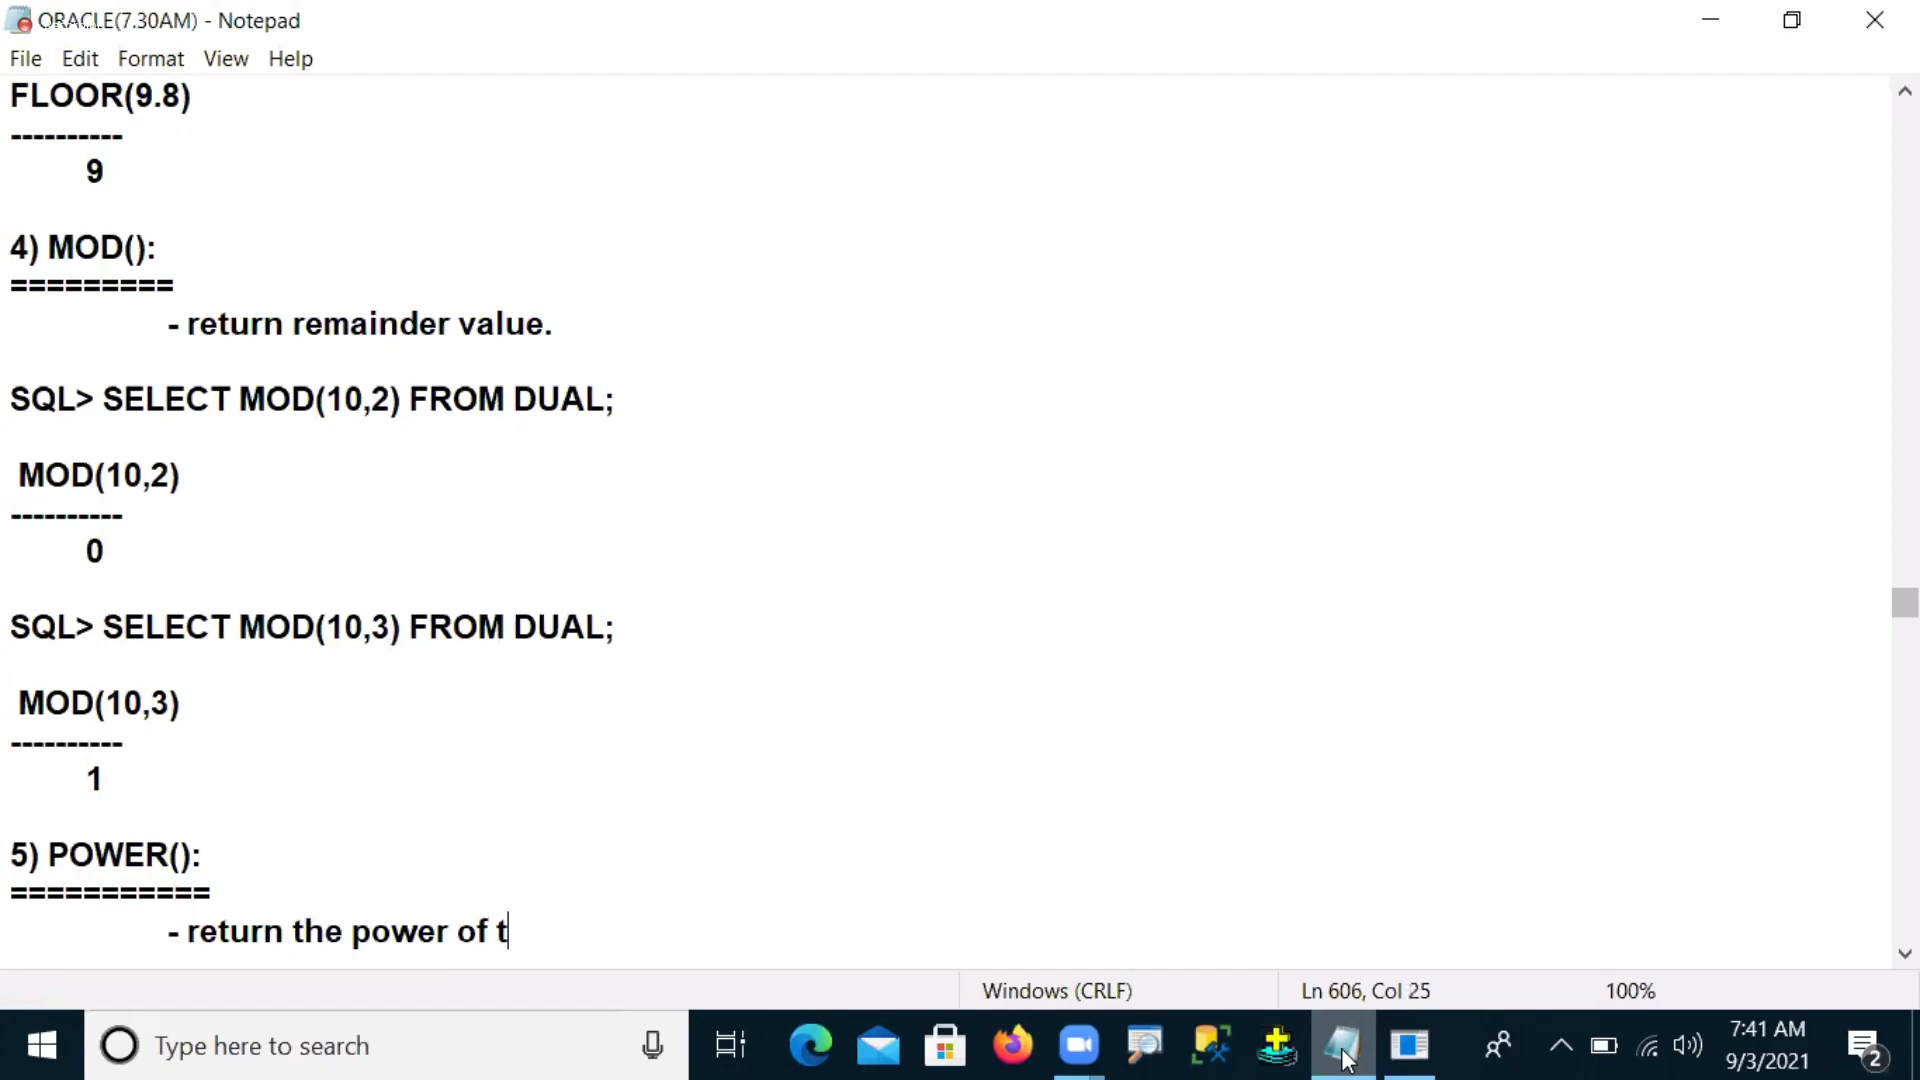 ORACLE(7.30AM) - Notepad
File Edit Format View Help
FLOOR(9.8)
----------
9
4) MOD():
=========
- return remainder value.
SQL> SELECT MOD(10,2) FROM DUAL;
MOD(10,2)
----------
0
SQL> SELECT MOD(10,3) FROM DUAL;
MOD(10,3)
----------
1
5) POWER():
===========
- return the power of t
Windows (CRLF) Ln 606, Col 25 100%
Type here to search
7:41 AM
9/3/2021
2